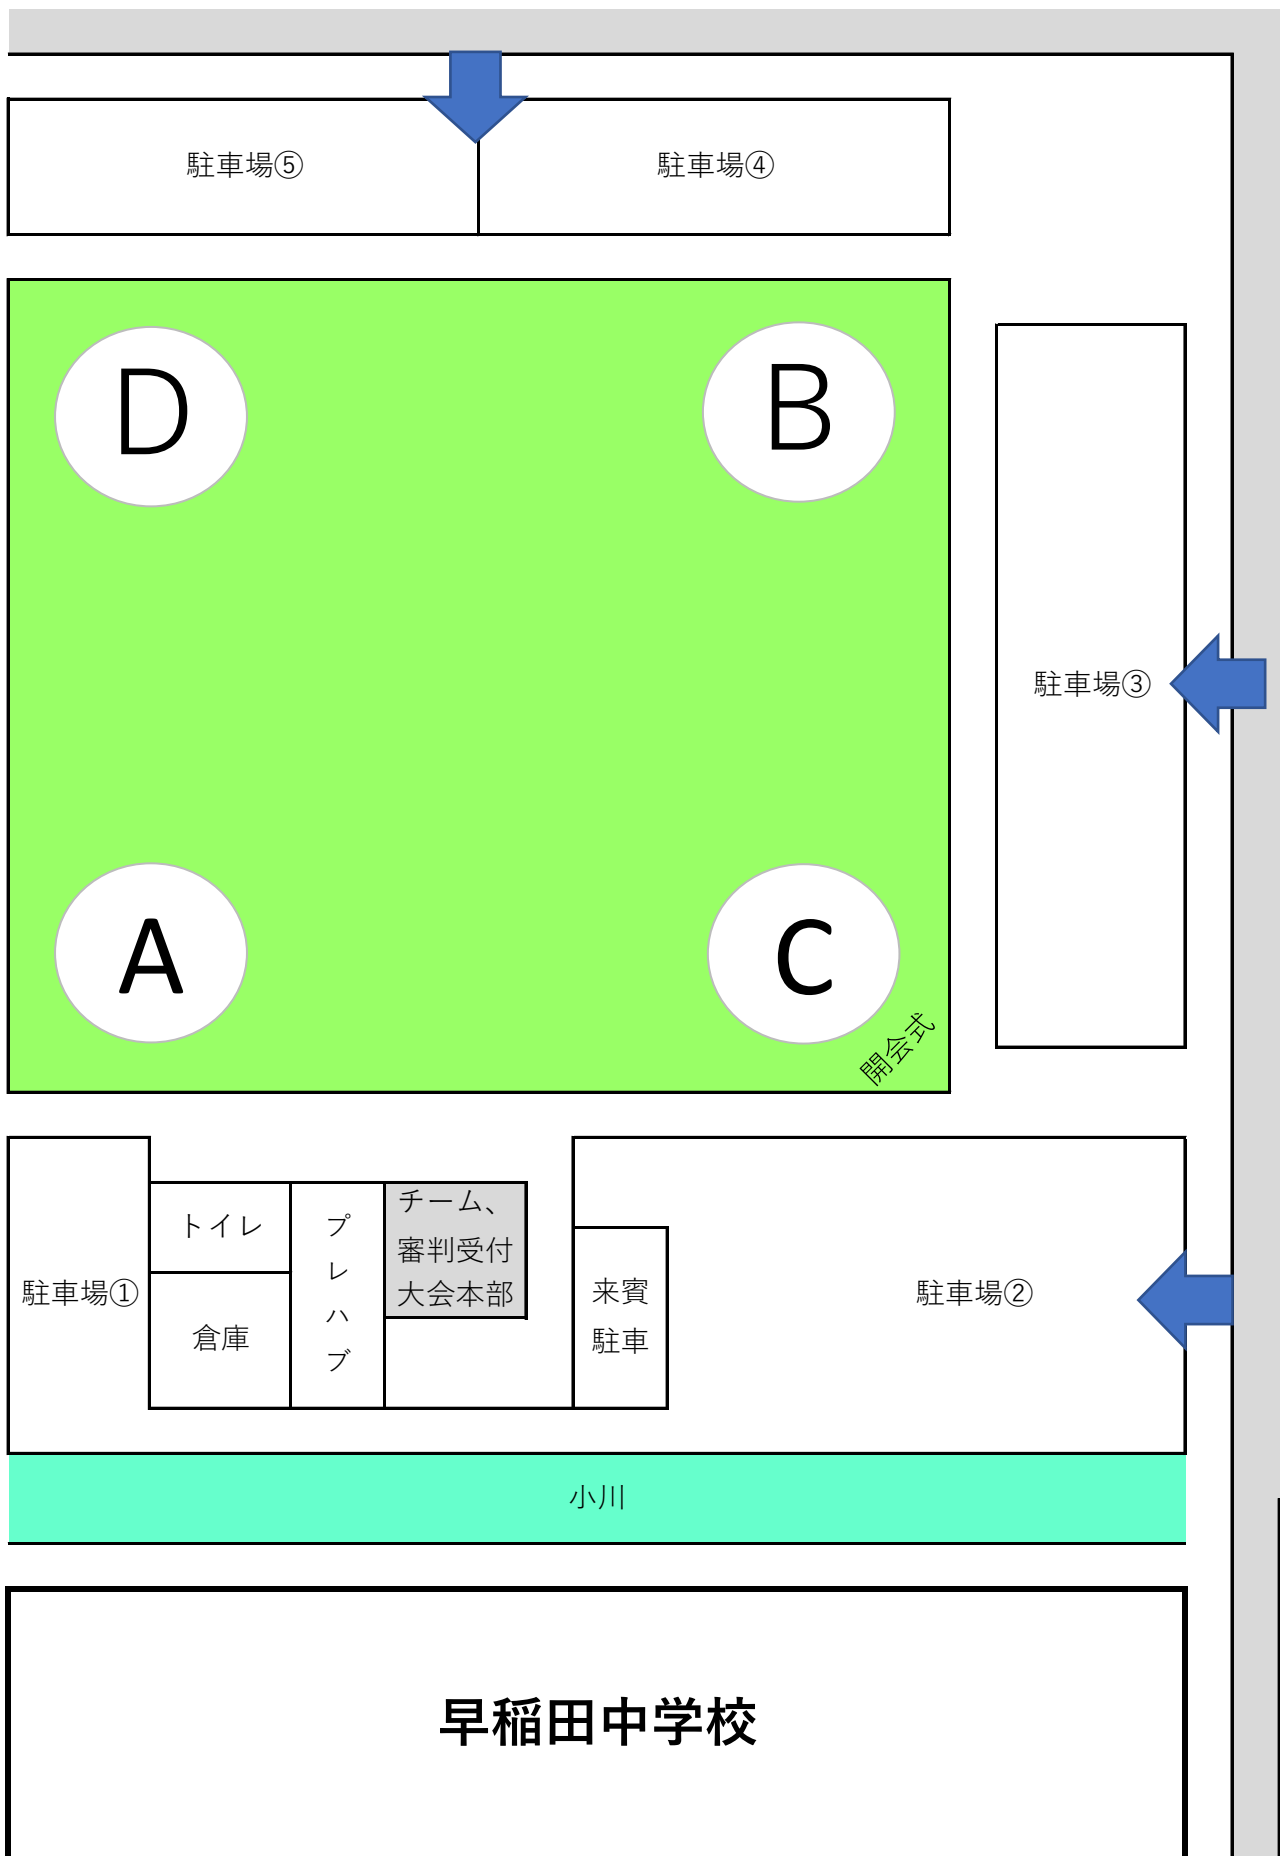 駐車場⑤
駐車場④
D
B
駐車場③
A
C
開会式
駐車場①
トイレ
倉庫
プレハブ
チーム、
審判受付
大会本部
来賓
駐車
駐車場②
小川
早稲田中学校